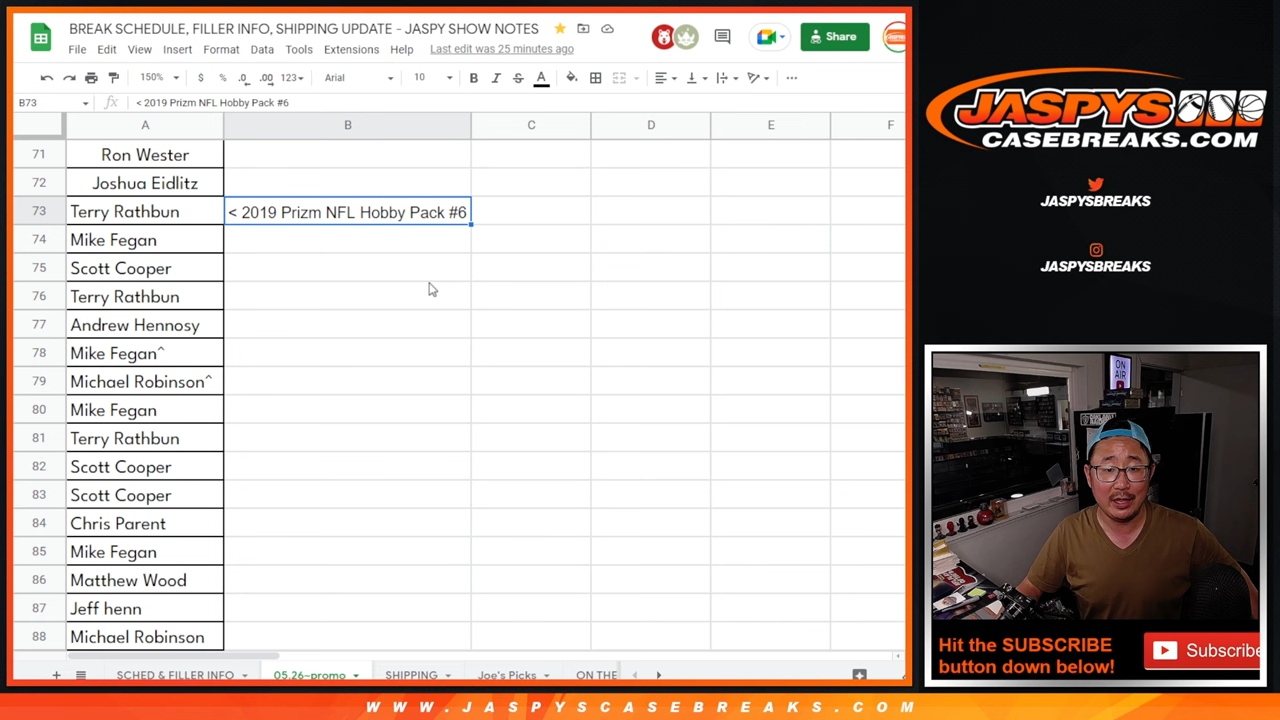 BREAK SCHEDULE, FILLER INFO, SHIPPING UPDATE - JASPY SHOW NOTES
File Edit View Insert Format Data Tools Extensions Help Last edit was 25 minutes ago
Share
150% $ % .0 .00 123 Arial 10 B I S A
B73 fx < 2019 Prizm NFL Hobby Pack #6
A B C D E F
71 Ron Wester
72 Joshua Eidlitz
73 Terry Rathbun < 2019 Prizm NFL Hobby Pack #6
74 Mike Fegan
75 Scott Cooper
76 Terry Rathbun
77 Andrew Hennosy
78 Mike Fegan^
79 Michael Robinson^
80 Mike Fegan
81 Terry Rathbun
82 Scott Cooper
83 Scott Cooper
84 Chris Parent
85 Mike Fegan
86 Matthew Wood
87 Jeff henn
88 Michael Robinson
SCHED & FILLER INFO 05.26-promo SHIPPING Joe's Picks ON THE
JASPYS
CASEBREAKS.COM
JASPYSBREAKS
JASPYSBREAKS
ON
AIR
Hit the SUBSCRIBE
button down below!
Subscribe
WWW.JASPYSCASEBREAKS.COM